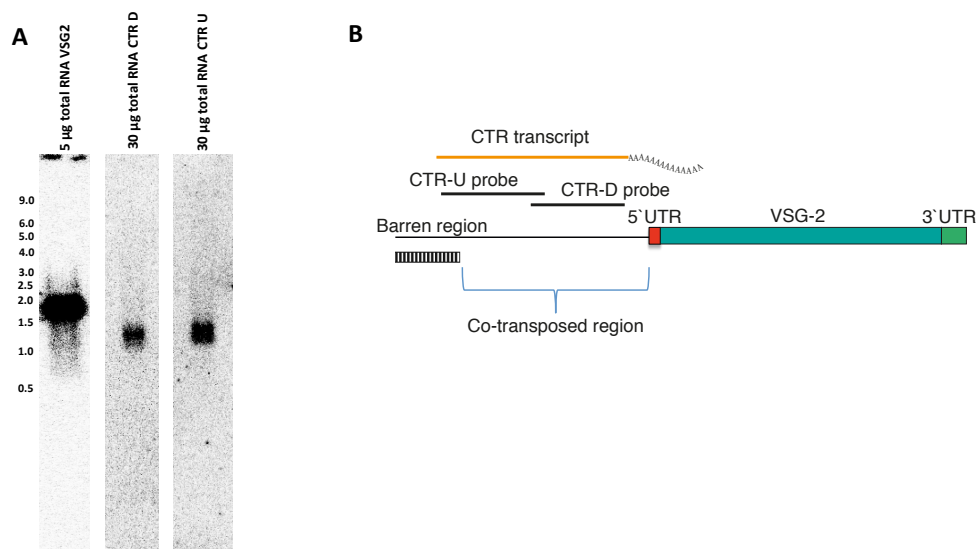 A
5 µg total RNA VSG2
30 µg total RNA CTR D
30 µg total RNA CTR U
9.0
6.0
5.0
4.0
3.0
2.5
2.0
1.5
1.0
0.5
B
CTR transcript
AAAAAAAAAAAAAA
CTR-U probe
CTR-D probe
5`UTR
VSG-2
3`UTR
Barren region
Co-transposed region